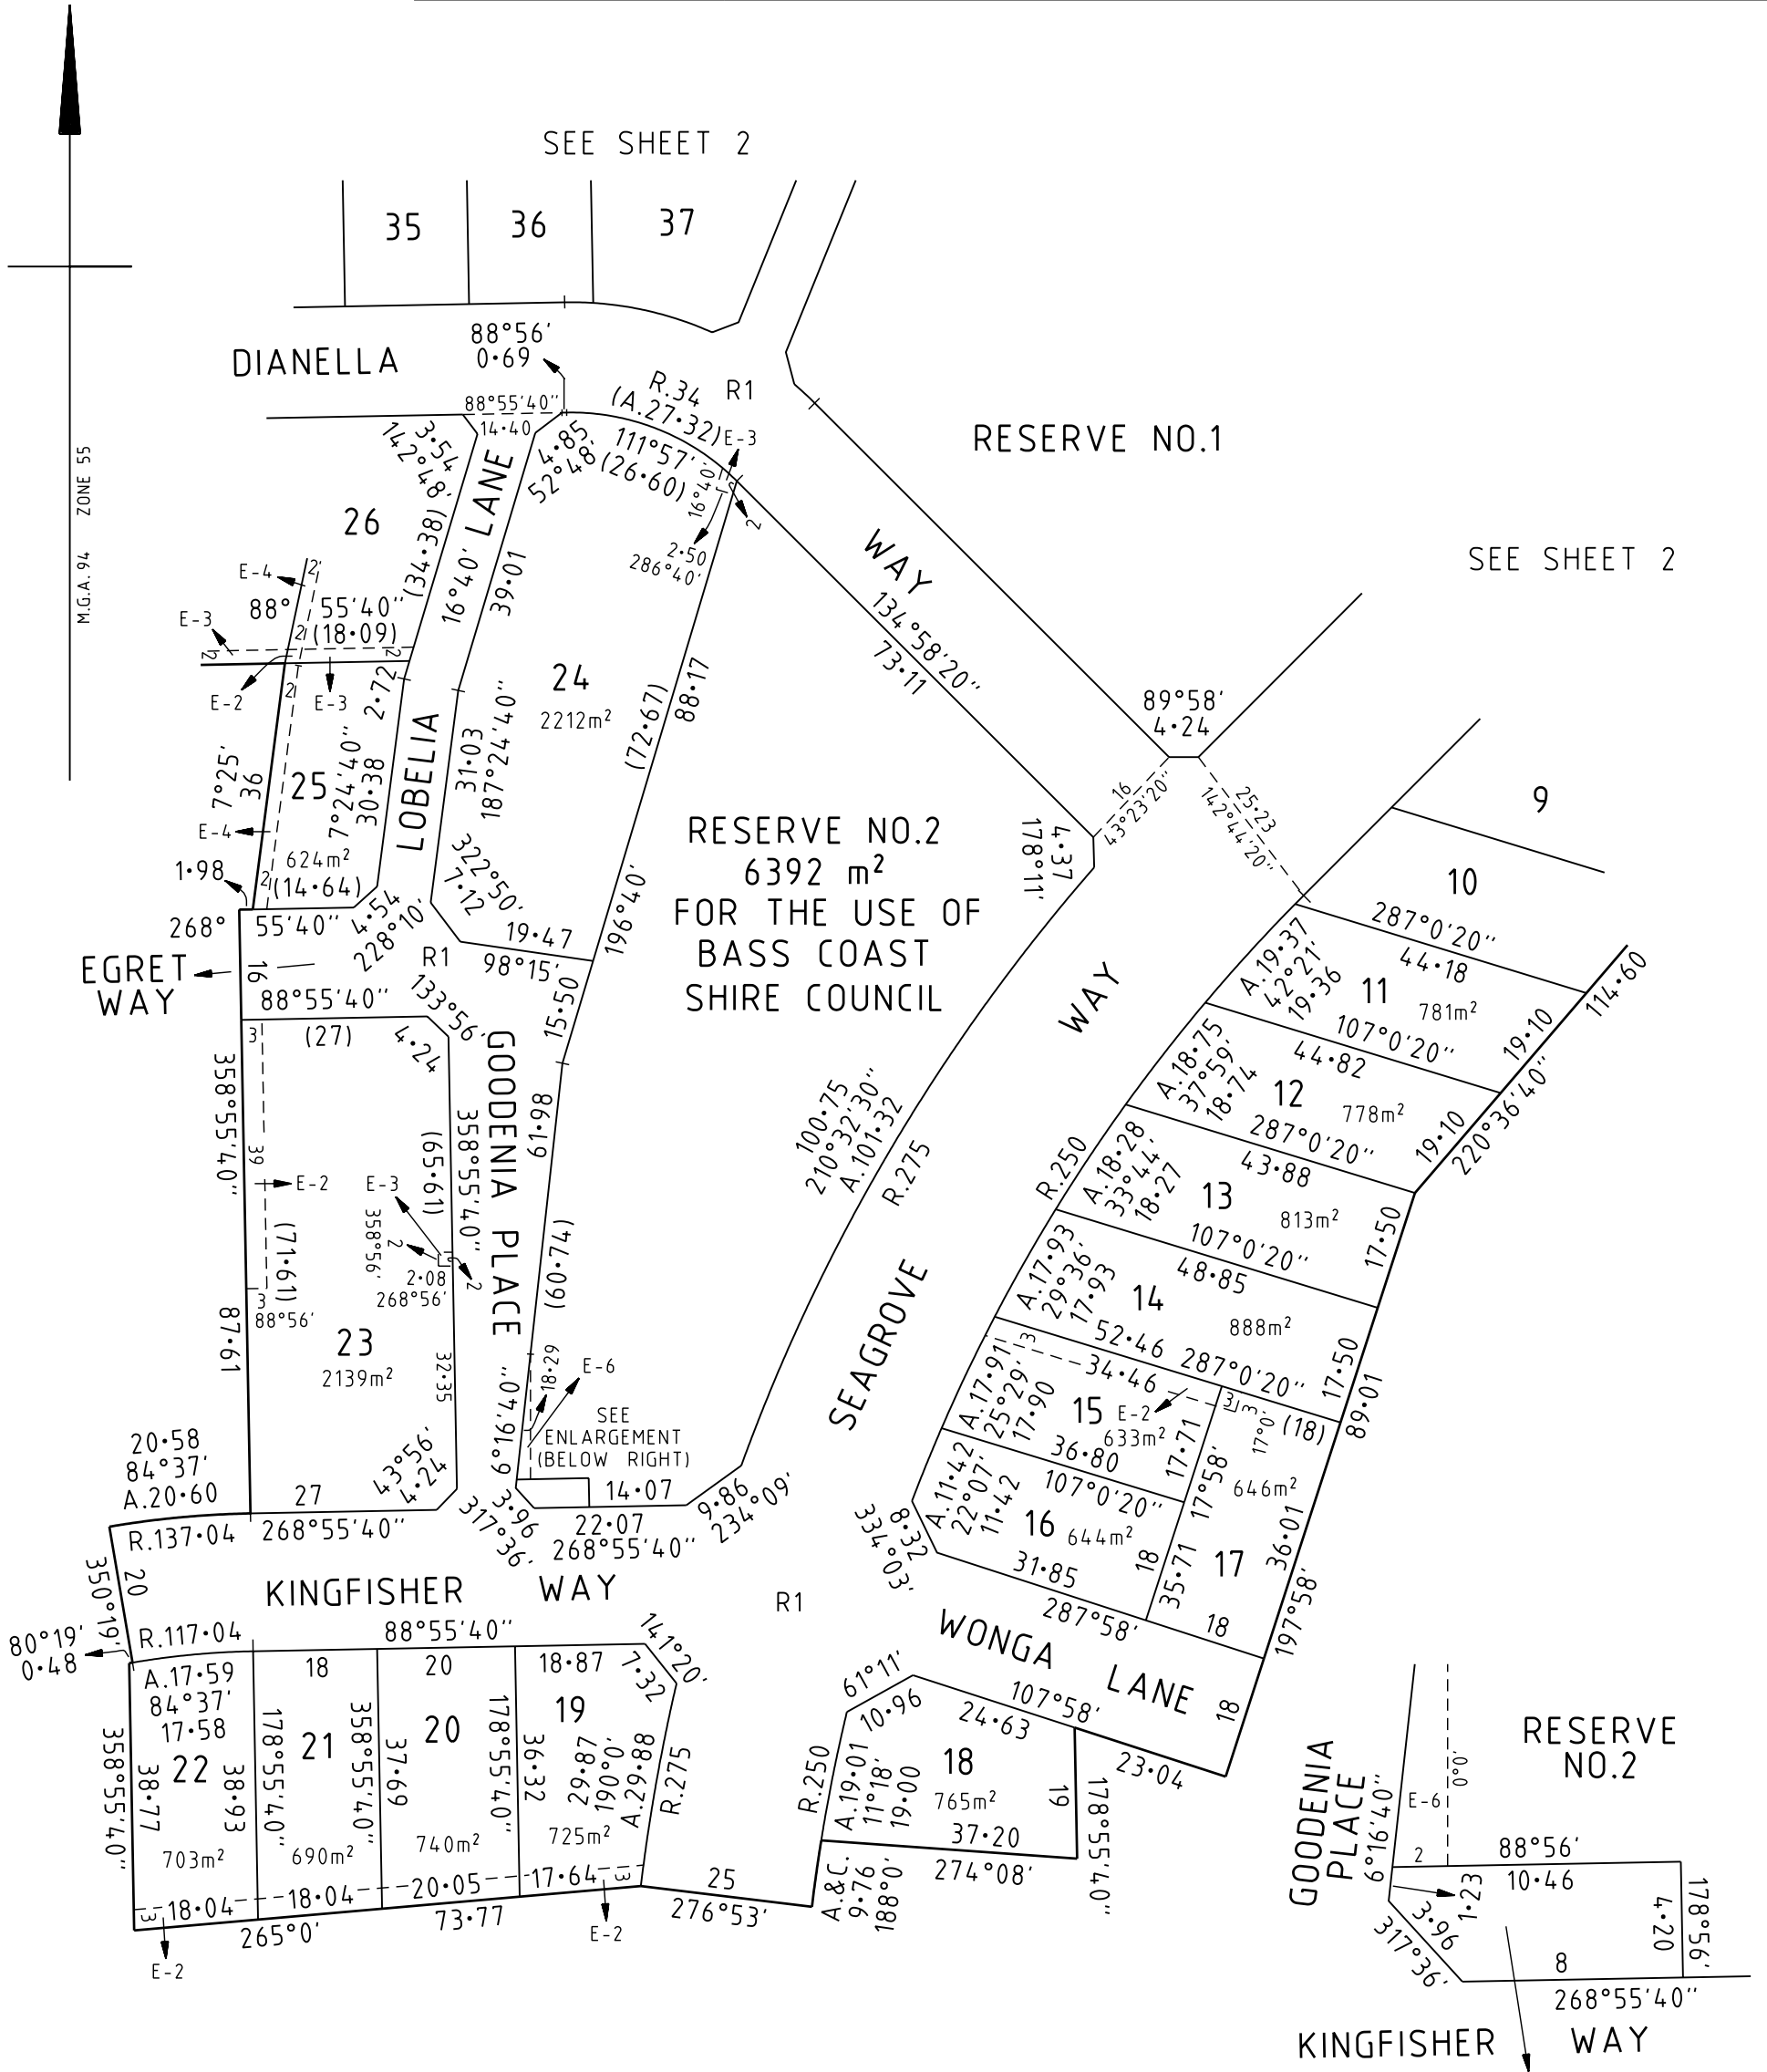 SEE SHEET 2
35
36
37
88°56'
0·69
DIANELLA
R.34
(A.27·32)
R1
88°55'40"
14·40
E-3
3·54
142°48'
4·85
52°48'
111°57'
(26·60)
16°40'
2
RESERVE NO.1
M.G.A. 94 ZONE 55
26
LANE
(34·38)
16°40'
39·01
2·50
286°40'
WAY
134°58'20"
73·11
SEE SHEET 2
E-4
2
88° 55'40"
(18·09)
E-3
2
2
2
E-2
E-3
2
2·72
24
2212m²
(72·67)
88·17
89°58'
4·24
7°25'
36
25
7°24'40"
30·38
LOBELIA
31·03
187°24'40"
E-4
624m²
1·98
2
(14·64)
322°50'
7·12
RESERVE NO.2
6392 m²
FOR THE USE OF
BASS COAST
SHIRE COUNCIL
4·37
178°11'
16
43°23'20"
25·23
142°44'20"
9
10
268° 55'40"
4·54
228°10'
19·47
98°15'
196°40'
287°0'20"
44·18
EGRET
WAY
16
R1
88°55'40"
133°56'
15·50
WAY
A.19·37
42°21'
19·36
11
781m²
107°0'20"
44·82
19·10
114·60
3
(27)
4·24
GOODENIA PLACE
358°55'40"
39
(65·61)
358°55'40"
61·98
100·75
210°32'30"
A.101·32
R.275
A.18·75
37°59'
18·74
12
778m²
287°0'20"
43·88
19·10
220°36'40"
R.250
E-2
E-3
(71·61)
358°56'
2
2·08
268°56'
2
(60·74)
A.18·28
33°44'
18·27
13
813m²
107°0'20"
48·85
17·50
3
88°56'
87·61
23
2139m²
32·35
SEAGROVE
A.17·93
29°36'
17·93
14
888m²
52·46
287°0'20"
17·50
89·01
6°16'40"
18·29
E-6
SEE
ENLARGEMENT
(BELOW RIGHT)
3
34·46
A.17·91
25°29'
17·90
15
E-2
633m²
36·80
17·71
3
3
17°0'
(18)
20·58
84°37'
A.20·60
27
43°56'
4·24
14·07
3·96
317°36'
22·07
268°55'40"
9·86
234°09'
A.11·42
22°07'
11·42
107°0'20"
16
644m²
17°58'
646m²
R.137·04
268°55'40"
8·32
334°03'
31·85
287°58'
18
35·71
17
36·01
18
197°58'
350°19'
20
KINGFISHER WAY
R1
WONGA LANE
80°19'
0·48
R.117·04
88°55'40"
141°20'
7·32
A.17·59
84°37'
17·58
18
20
18·87
61°11'
10·96
107°58'
24·63
18
23·04
358°55'40"
38·77
22
38·93
703m²
178°55'40"
21
690m²
358°55'40"
37·69
20
740m²
178°55'40"
36·32
19
725m²
29·87
190°0'
A.29·88
R.275
R.250
A.19·01
11°18'
19·00
18
765m²
19
178°55'40"
37·20
274°08'
3
18·04
18·04
20·05
17·64
3
25
276°53'
A.&C.
9·76
188°0'
265°0'
73·77
E-2
E-2
GOODENIA
PLACE
6°16'40"
0°0'
E-6
RESERVE
NO.2
2
88°56'
10·46
1·23
3·96
317°36'
4·20
178°56'
8
268°55'40"
KINGFISHER WAY